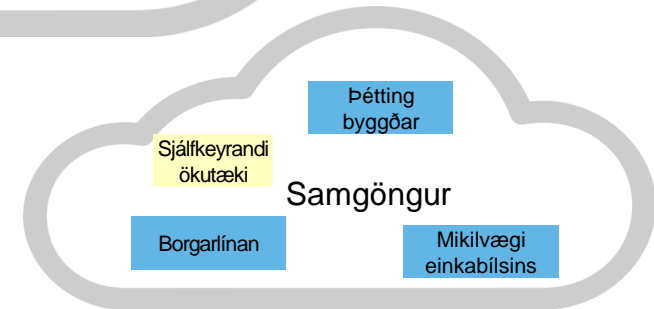 Þétting
byggðar
Sjálfkeyrandi
ökutæki
Samgöngur
Borgarlínan
Mikilvægi
einkabílsins